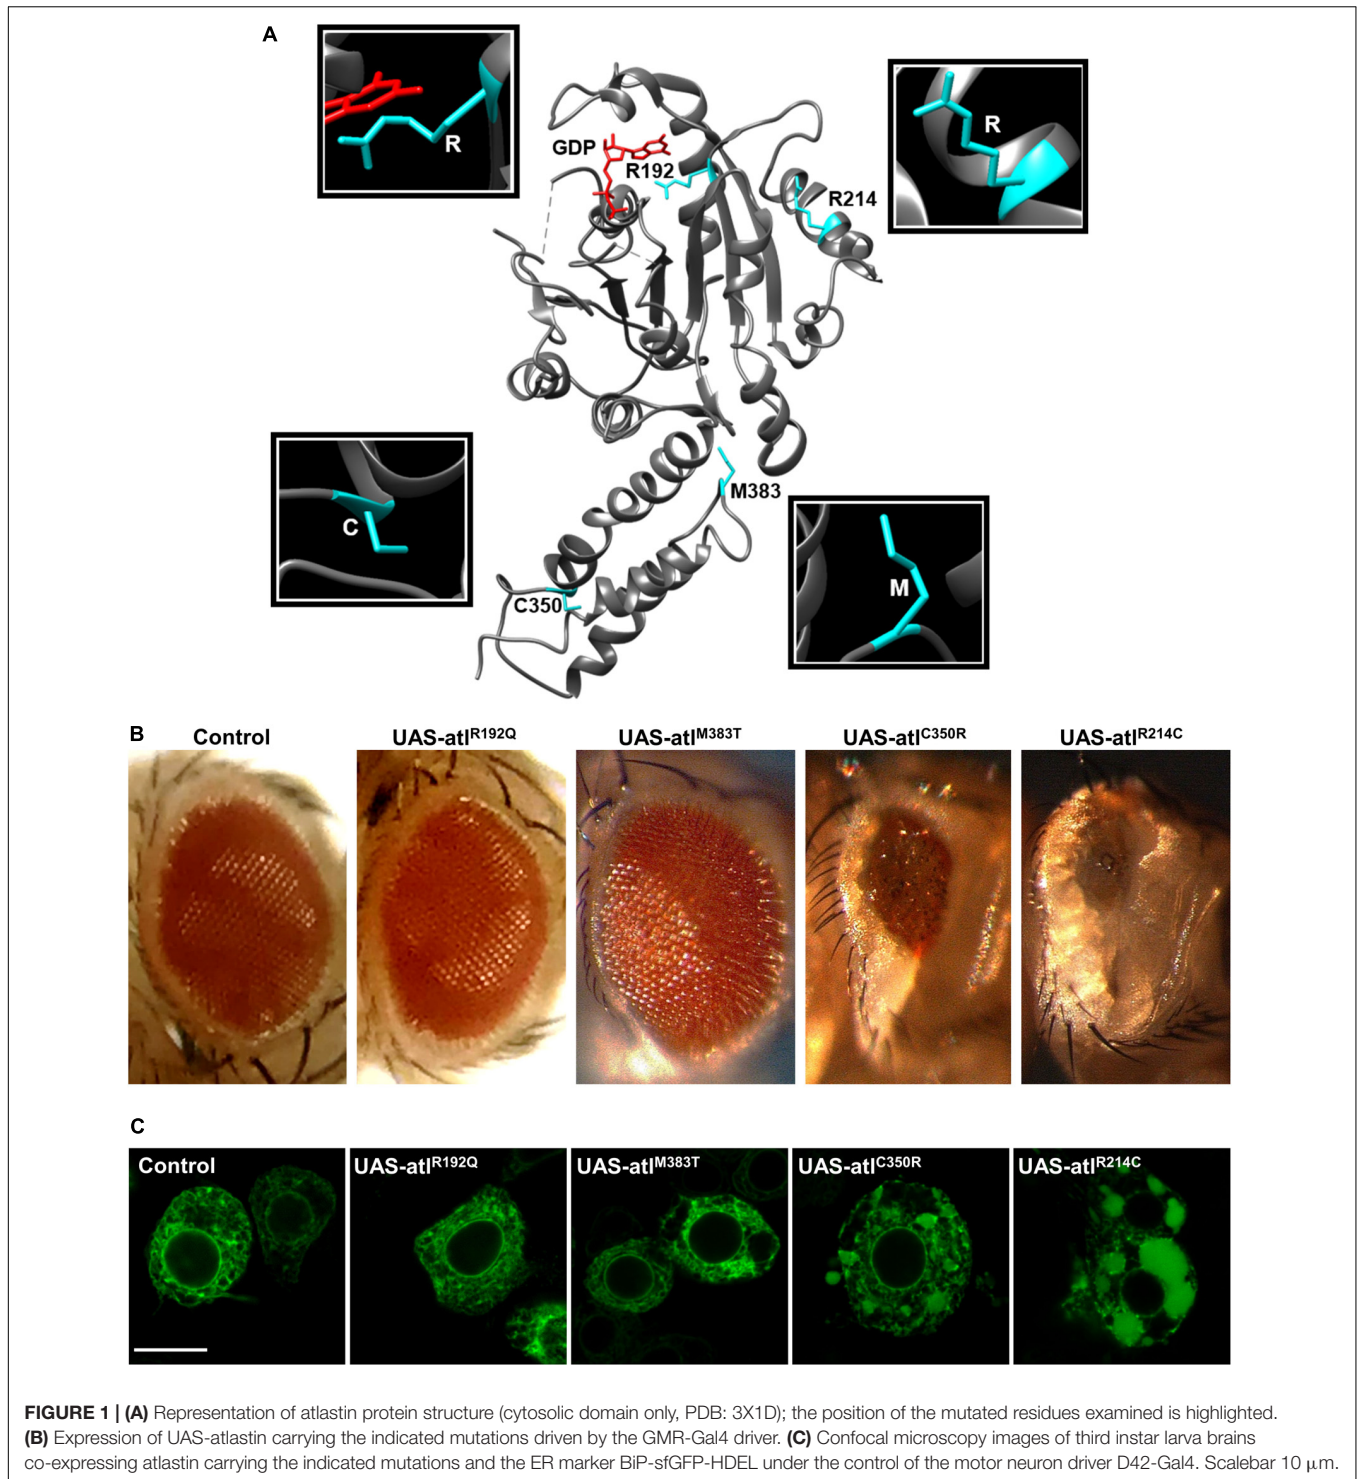 A
R
R
GDP
R192
R214
C
M383
M
C350
B
Control
UAS-atlR192Q
UAS-atlM383T
UAS-atlC350R
UAS-atlR214C
C
Control
UAS-atlR192Q
UAS-atlM383T
UAS-atlC350R
UAS-atlR214C
FIGURE 1 | (A) Representation of atlastin protein structure (cytosolic domain only, PDB: 3X1D); the position of the mutated residues examined is highlighted.
(B) Expression of UAS-atlastin carrying the indicated mutations driven by the GMR-Gal4 driver. (C) Confocal microscopy images of third instar larva brains
co-expressing atlastin carrying the indicated mutations and the ER marker BiP-sfGFP-HDEL under the control of the motor neuron driver D42-Gal4. Scalebar 10 μm.